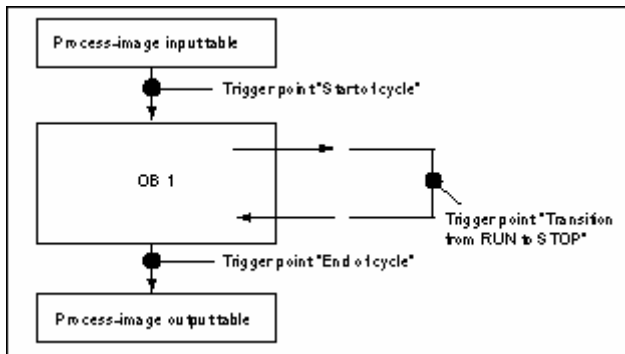 Process-image input table
Trigger point "Start of cycle"
OB 1
Trigger point "Transition
from RUN to STOP"
Trigger point "End of cycle"
Process-image output table